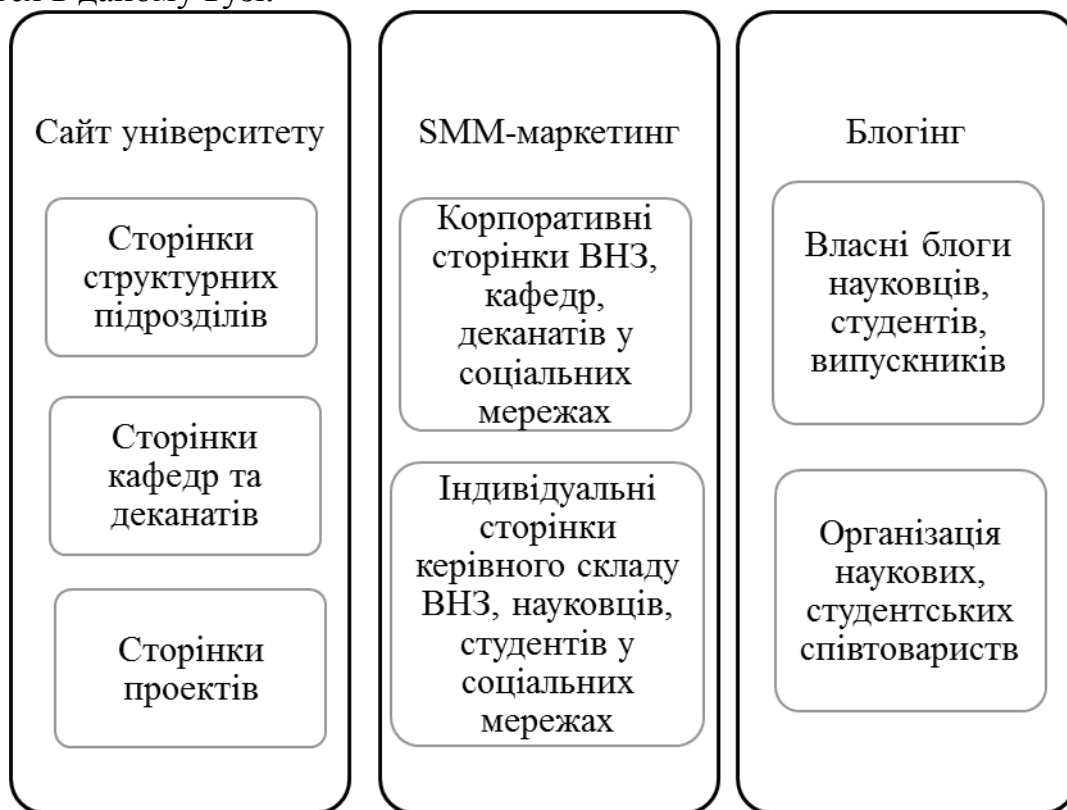 в даному вузі.
Сайт університету
Сторінки
структурних
підрозділів
Сторінки
кафедр та
деканатів
Сторінки
проектів
SMM-маркетинг
Корпоративні
сторінки ВНЗ,
кафедр,
деканатів у
соціальних
мережах
Індивідуальні
сторінки
керівного складу
ВНЗ, науковців,
студентів у
соціальних
мережах
Блогінг
Власні блоги
науковців,
студентів,
випускників
Організація
наукових,
студентських
співтовариств